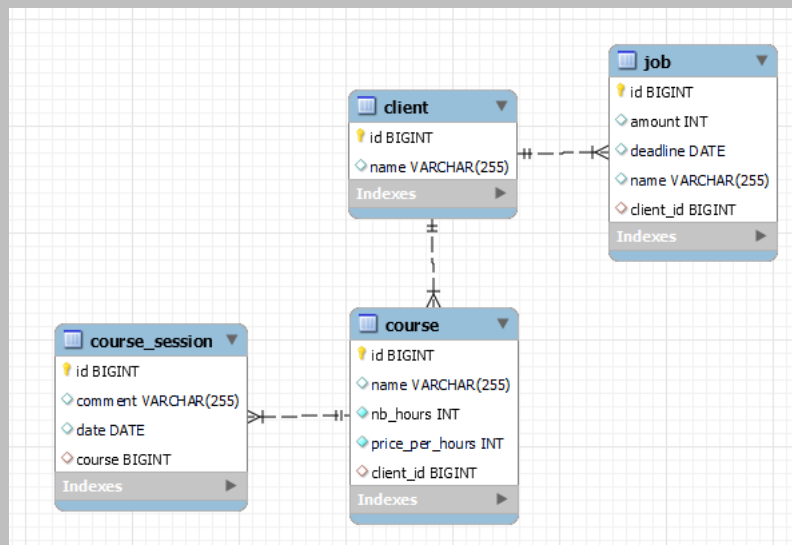 job
id BIGINT
amount INT
deadline DATE
name VARCHAR(255)
client_id BIGINT
Indexes
client
id BIGINT
name VARCHAR(255)
Indexes
course_session
id BIGINT
comment VARCHAR(255)
date DATE
course BIGINT
Indexes
course
id BIGINT
name VARCHAR(255)
nb_hours INT
price_per_hours INT
client_id BIGINT
Indexes